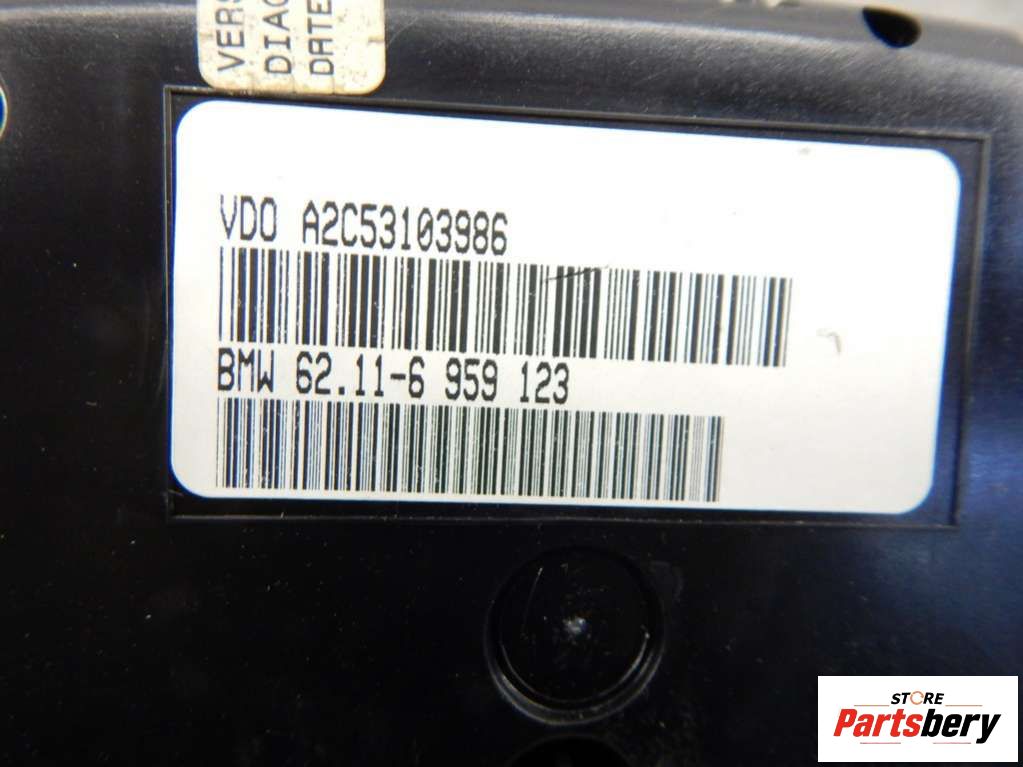 VERS
DIAG
DATE
VDO A2C53103986
BMW 62.11-6 959 123
STORE
Partsbery